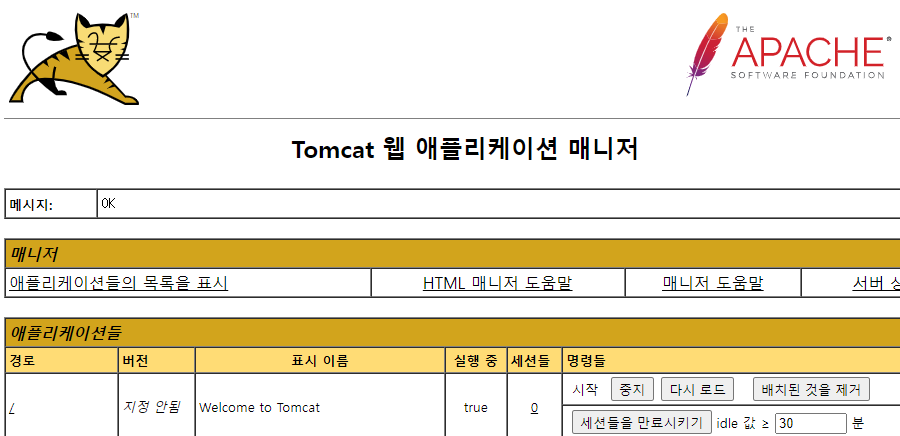 TM
THE
APACHE®
SOFTWARE FOUNDATION
Tomcat 웹 애플리케이션 매니저
메시지: OK
매니저
애플리케이션들의 목록을 표시 HTML 매니저 도움말 매니저 도움말 서버
애플리케이션들
경로 버전 표시 이름 실행 중 세션들 명령들
/ 지정 안됨 Welcome to Tomcat true 0 시작 중지 다시 로드 배치된 것을 제거
세션들을 만료시키기 idle 값 ≥ 30 분